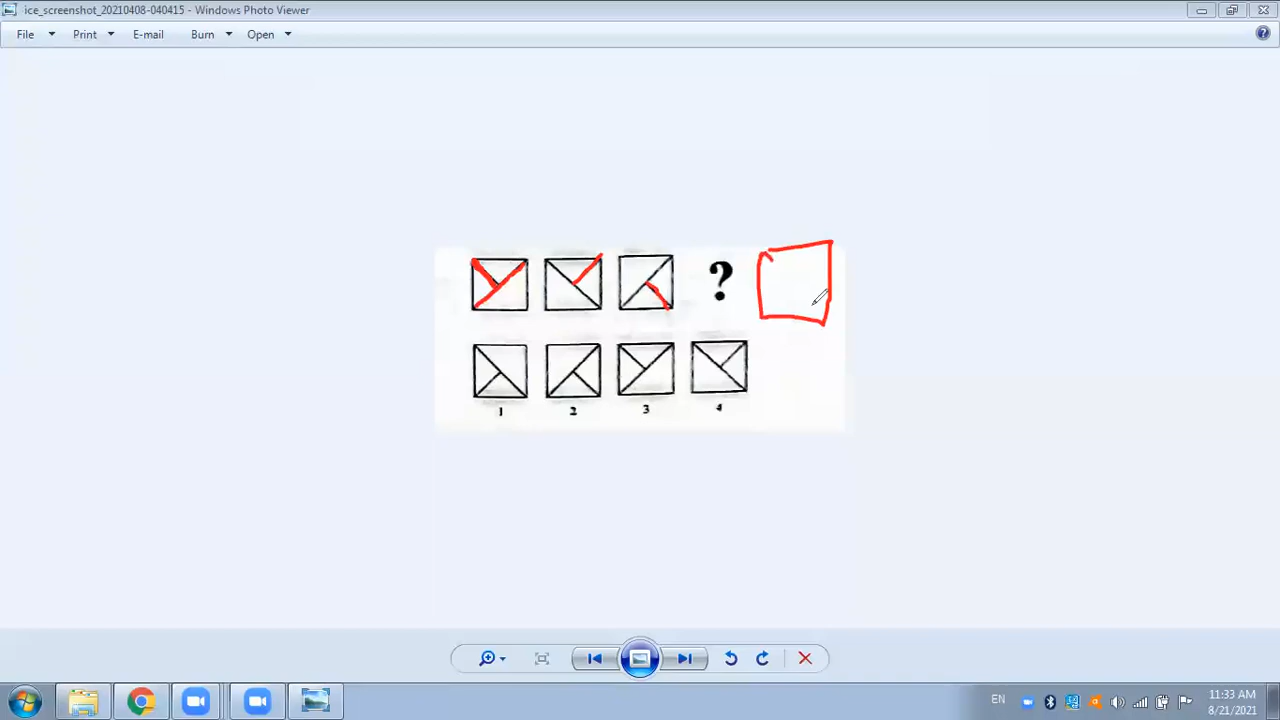 ice_screenshot_20210408-040415 - Windows Photo Viewer
File Print E-mail Burn Open
?
1 2 3 4
EN 11:33 AM
8/21/2021